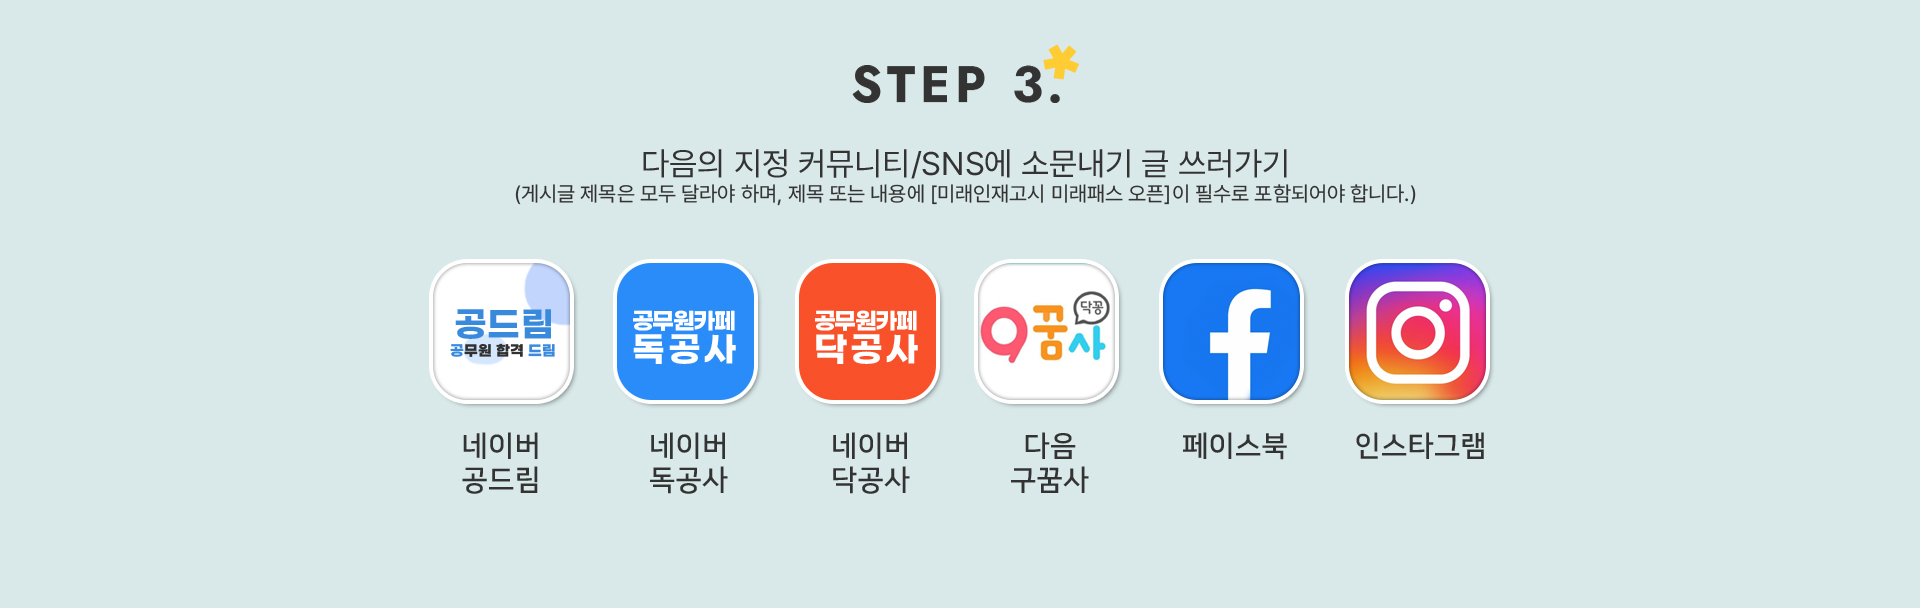 STEP 3.
다음의 지정 커뮤니티/SNS에 소문내기 글 쓰러가기
(게시글 제목은 모두 달라야 하며, 제목 또는 내용에 [미래인재고시 미래패스 오픈]이 필수로 포함되어야 합니다.)
공드림
공무원 합격 드림
공무원카페
독공사
공무원카페
닥공사
9꿈사
닥꿍
f
네이버
공드림
네이버
독공사
네이버
닥공사
다음
구꿈사
페이스북
인스타그램